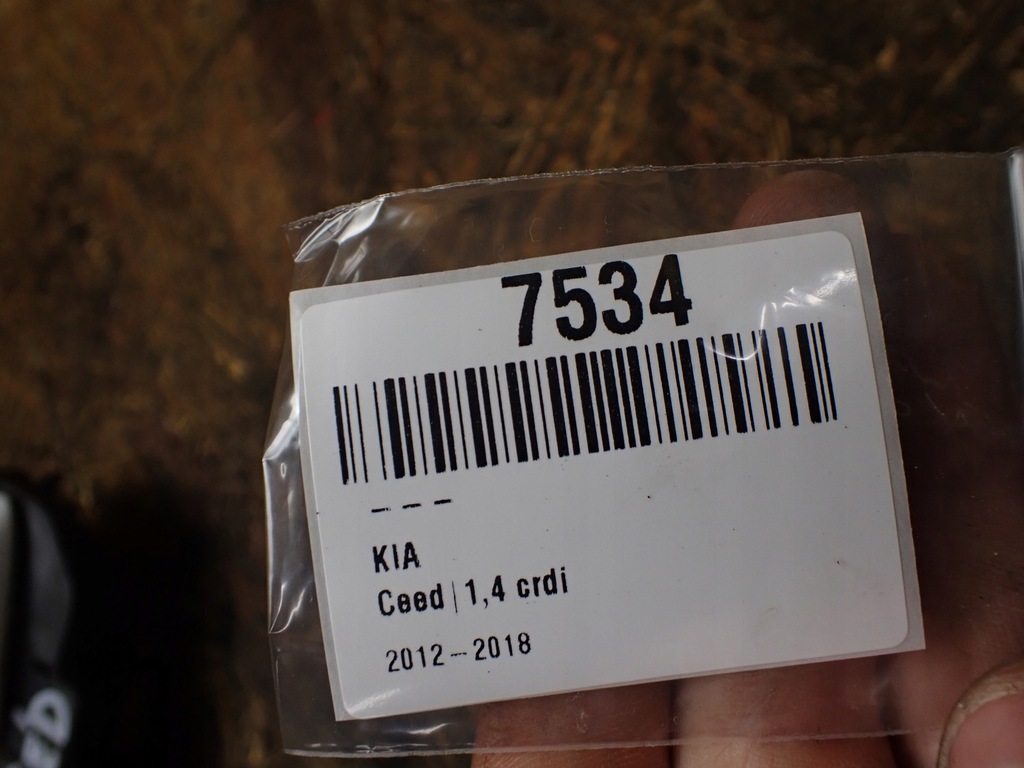 7534
– – –
KIA
Ceed | 1,4 crdi
2012 – 2018